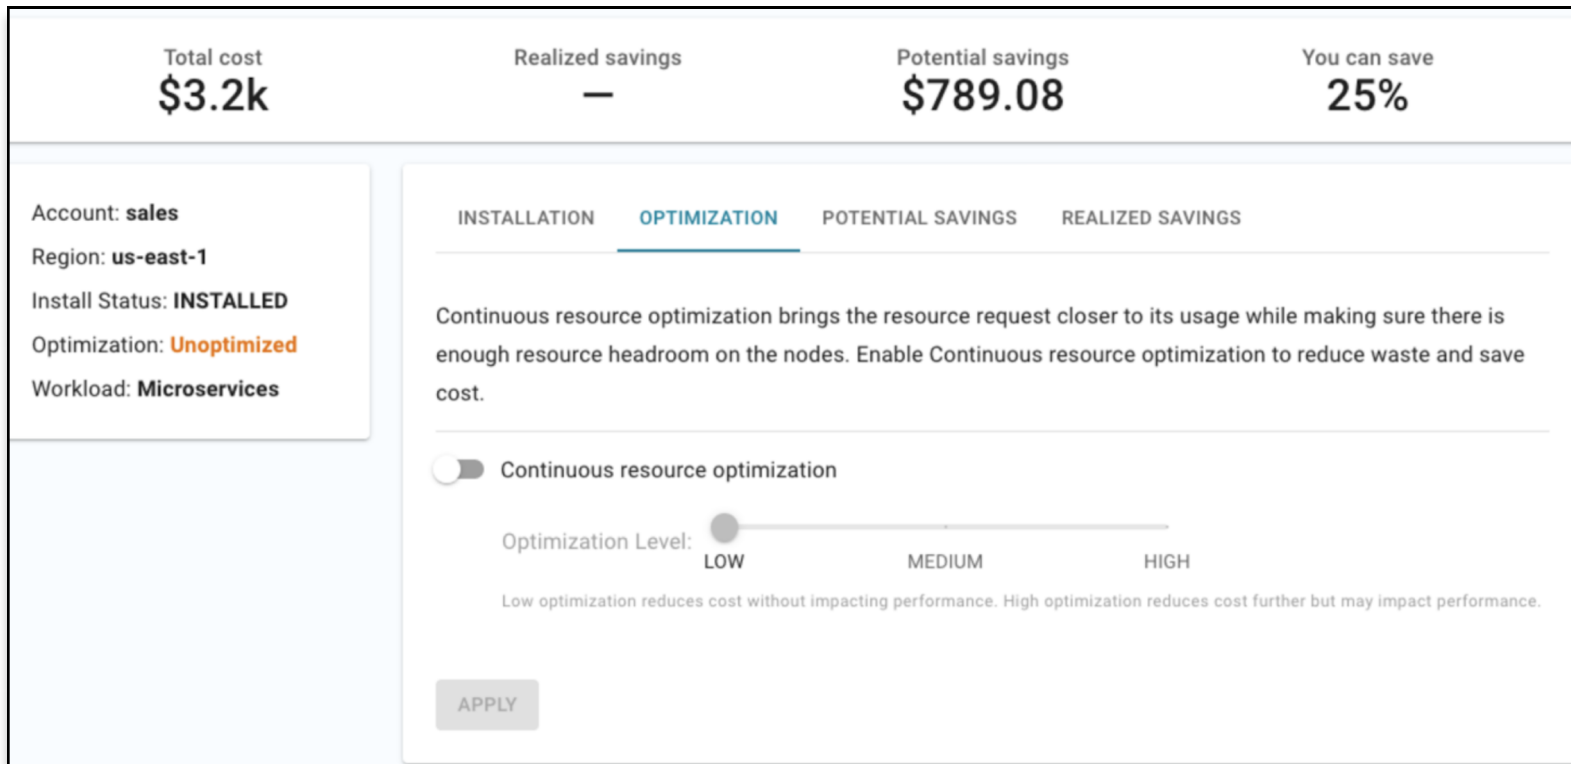 Total cost
$3.2k
Realized savings
—
Potential savings
$789.08
You can save
25%
Account: sales
Region: us-east-1
Install Status: INSTALLED
Optimization: Unoptimized
Workload: Microservices
INSTALLATION OPTIMIZATION POTENTIAL SAVINGS REALIZED SAVINGS
Continuous resource optimization brings the resource request closer to its usage while making sure there is
enough resource headroom on the nodes. Enable Continuous resource optimization to reduce waste and save
cost.
Continuous resource optimization
Optimization Level:
LOW MEDIUM HIGH
Low optimization reduces cost without impacting performance. High optimization reduces cost further but may impact performance.
APPLY